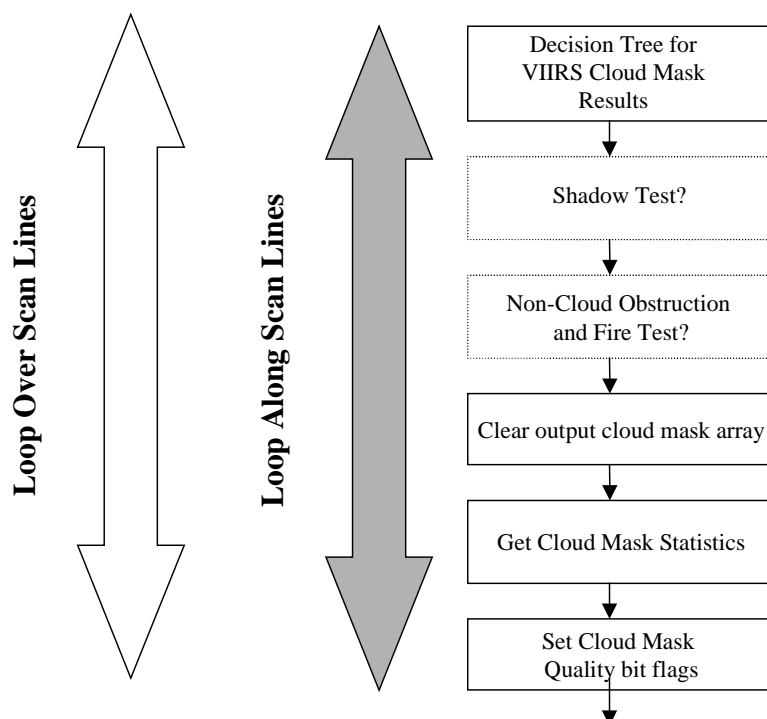 Loop Over Scan Lines
Loop Along Scan Lines
Decision Tree for
VIIRS Cloud Mask
Results
Shadow Test?
Non-Cloud Obstruction
and Fire Test?
Clear output cloud mask array
Get Cloud Mask Statistics
Set Cloud Mask
Quality bit flags